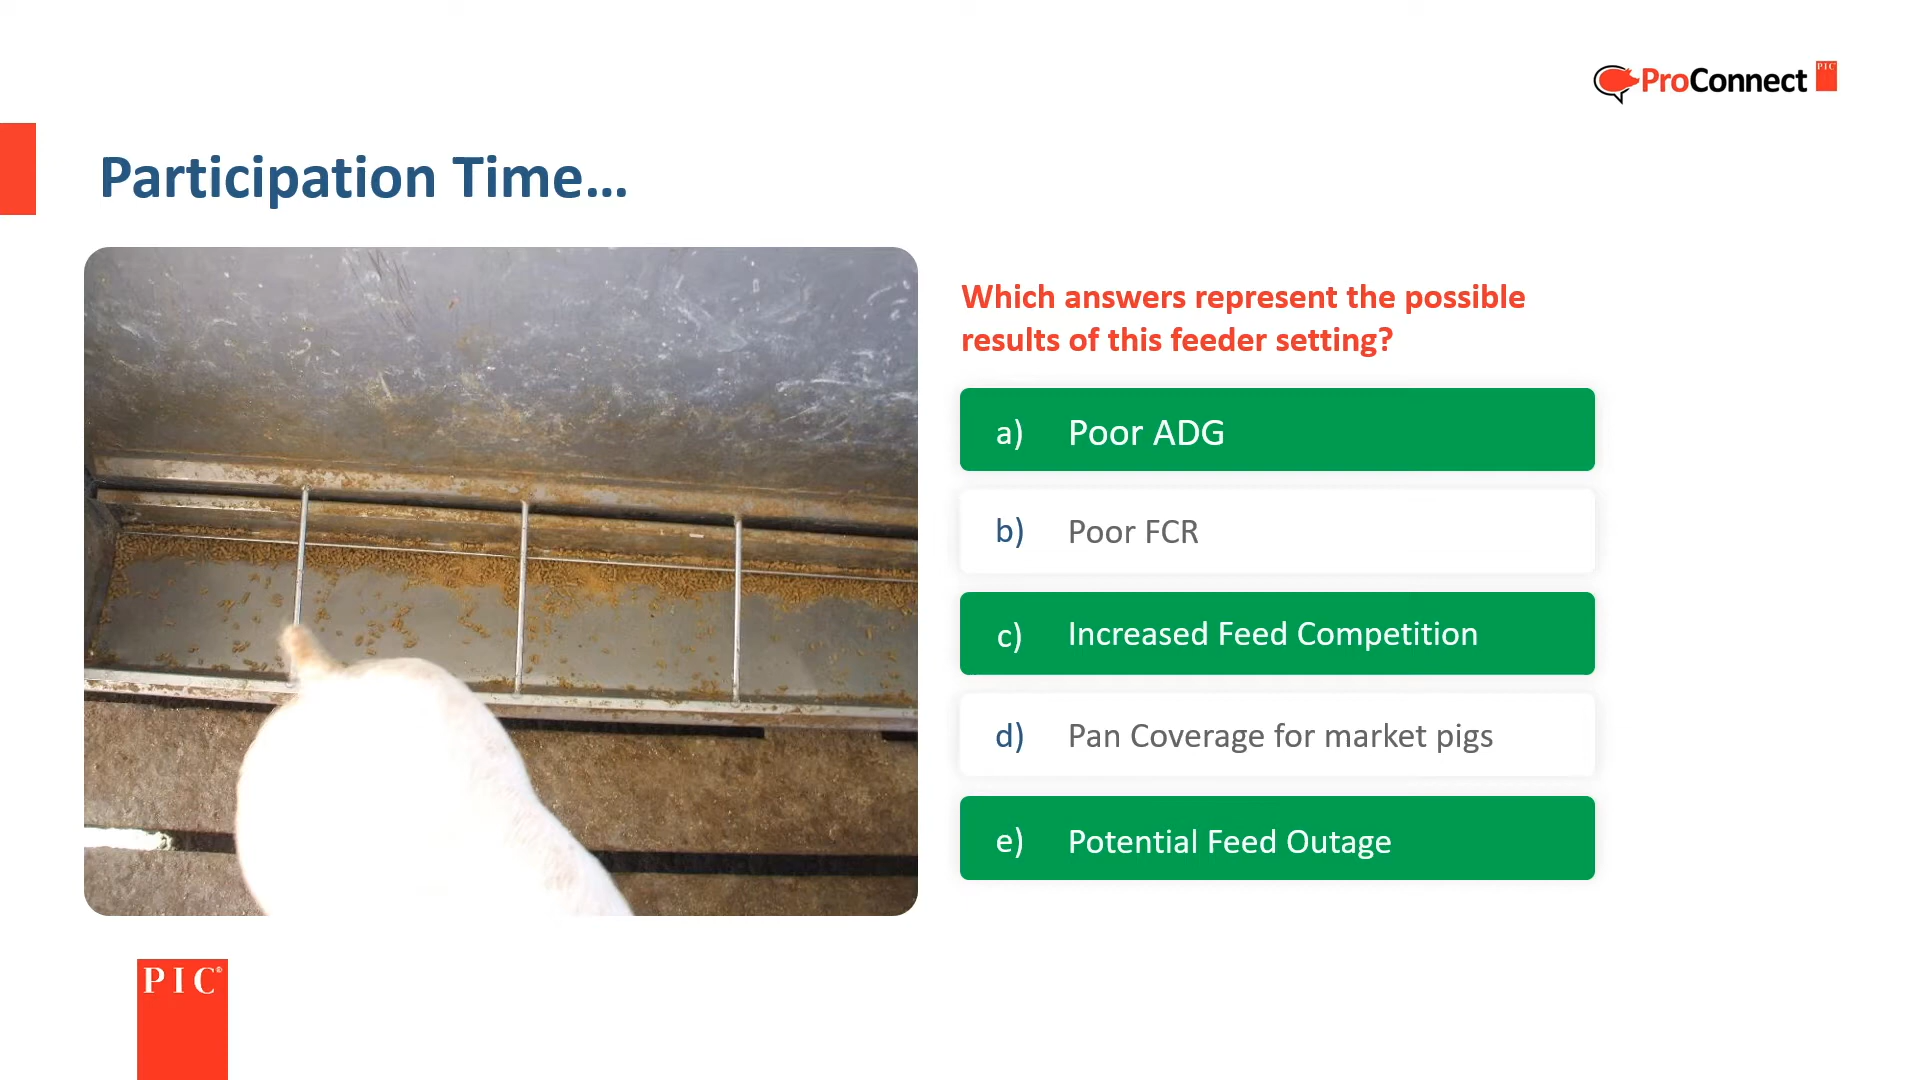 ProConnect PIC
Participation Time...
Which answers represent the possible
results of this feeder setting?
a) Poor ADG
b) Poor FCR
c) Increased Feed Competition
d) Pan Coverage for market pigs
e) Potential Feed Outage
PIC®